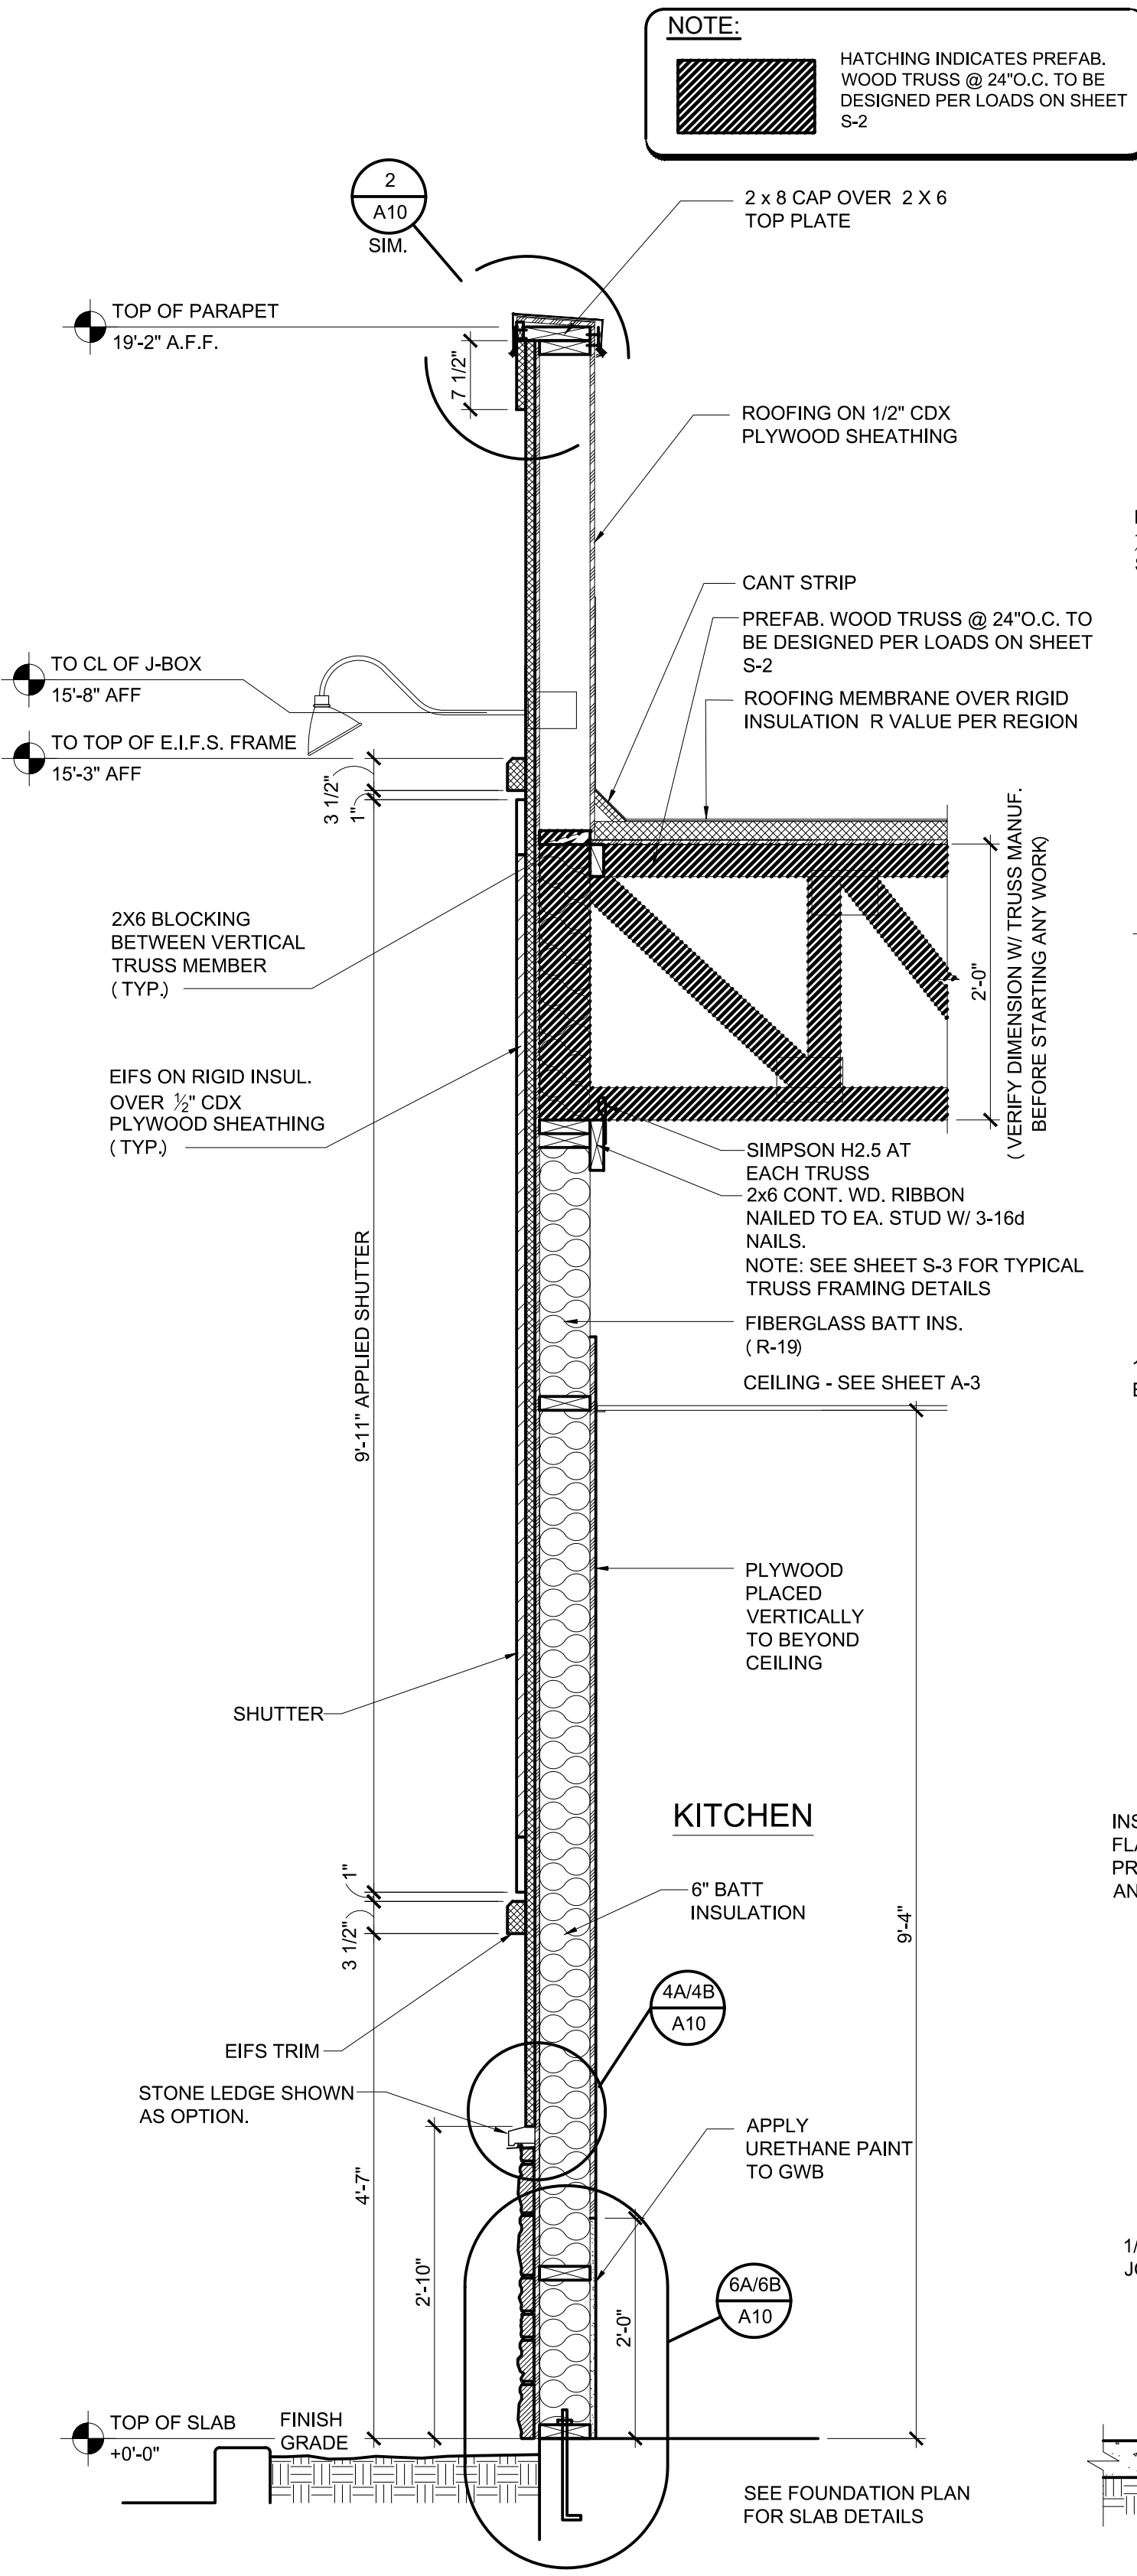 NOTE:
HATCHING INDICATES PREFAB.
WOOD TRUSS @ 24"O.C. TO BE
DESIGNED PER LOADS ON SHEET
S-2
2
A10
SIM.
2 x 8 CAP OVER 2 X 6
TOP PLATE
TOP OF PARAPET
19'-2" A.F.F.
7 1/2"
ROOFING ON 1/2" CDX
PLYWOOD SHEATHING
CANT STRIP
PREFAB. WOOD TRUSS @ 24"O.C. TO
BE DESIGNED PER LOADS ON SHEET
S-2
TO CL OF J-BOX
15'-8" AFF
ROOFING MEMBRANE OVER RIGID
INSULATION R VALUE PER REGION
TO TOP OF E.I.F.S. FRAME
15'-3" AFF
3 1/2"
1"
2X6 BLOCKING
BETWEEN VERTICAL
TRUSS MEMBER
( TYP.)
2'-0"
( VERIFY DIMENSION W/ TRUSS MANUF.
BEFORE STARTING ANY WORK)
EIFS ON RIGID INSUL.
OVER ½" CDX
PLYWOOD SHEATHING
( TYP.)
SIMPSON H2.5 AT
EACH TRUSS
2x6 CONT. WD. RIBBON
NAILED TO EA. STUD W/ 3-16d
NAILS.
NOTE: SEE SHEET S-3 FOR TYPICAL
TRUSS FRAMING DETAILS
9'-11" APPLIED SHUTTER
FIBERGLASS BATT INS.
( R-19)
CEILING - SEE SHEET A-3
PLYWOOD
PLACED
VERTICALLY
TO BEYOND
CEILING
SHUTTER
KITCHEN
1"
3 1/2"
6" BATT
INSULATION
9'-4"
4A/4B
A10
EIFS TRIM
STONE LEDGE SHOWN
AS OPTION.
APPLY
URETHANE PAINT
TO GWB
4'-7"
2'-10"
2'-0"
6A/6B
A10
TOP OF SLAB
+0'-0"
FINISH
GRADE
SEE FOUNDATION PLAN
FOR SLAB DETAILS
INS
FLA
PR
AN
1/
JO